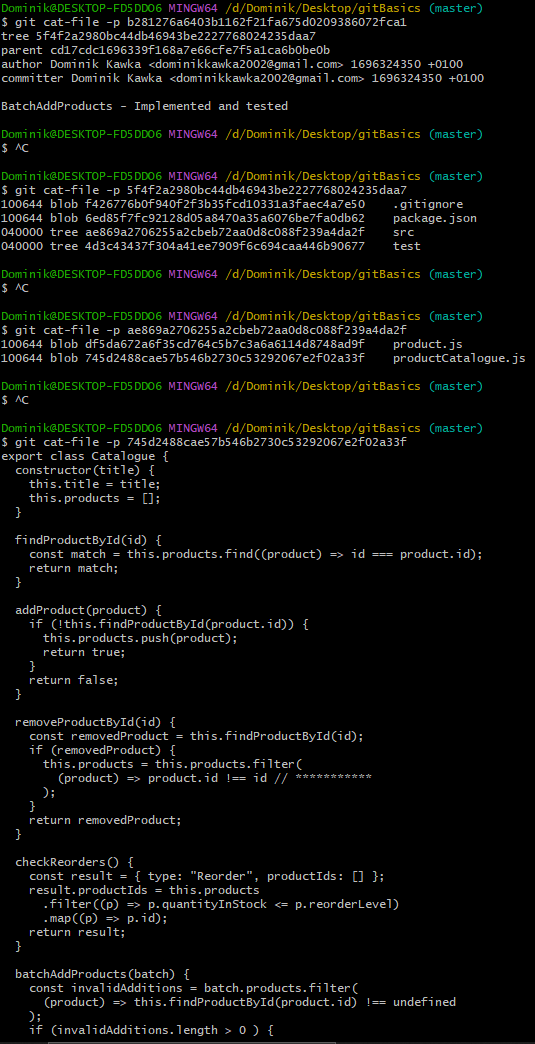 Dominik@DESKTOP-FD5DDO6 MINGW64 /d/Dominik/Desktop/gitBasics (master)
$ git cat-file -p b281276a6403b1162f21fa675d0209386072fca1
tree 5f4f2a2980bc44db46943be2227768024235daa7
parent cd17cdc1696339f168a7e66cfe7f5a1ca6b0be0b
author Dominik Kawka <dominikkawka2002@gmail.com> 1696324350 +0100
committer Dominik Kawka <dominikkawka2002@gmail.com> 1696324350 +0100

BatchAddProducts - Implemented and tested

Dominik@DESKTOP-FD5DDO6 MINGW64 /d/Dominik/Desktop/gitBasics (master)
$ ^C

Dominik@DESKTOP-FD5DDO6 MINGW64 /d/Dominik/Desktop/gitBasics (master)
$ git cat-file -p 5f4f2a2980bc44db46943be2227768024235daa7
100644 blob f426776b0f940f2f3b35fcd10331a3faec4a7e50    .gitignore
100644 blob 6ed85f7fc92128d05a8470a35a6076be7fa0db62    package.json
040000 tree ae869a2706255a2cbeb72aa0d8c088f239a4da2f    src
040000 tree 4d3c43437f304a41ee7909f6c694caa446b90677    test

Dominik@DESKTOP-FD5DDO6 MINGW64 /d/Dominik/Desktop/gitBasics (master)
$ ^C

Dominik@DESKTOP-FD5DDO6 MINGW64 /d/Dominik/Desktop/gitBasics (master)
$ git cat-file -p ae869a2706255a2cbeb72aa0d8c088f239a4da2f
100644 blob df5da672a6f35cd764c5b7c3a6a6114d8748ad9f    product.js
100644 blob 745d2488cae57b546b2730c53292067e2f02a33f    productCatalogue.js

Dominik@DESKTOP-FD5DDO6 MINGW64 /d/Dominik/Desktop/gitBasics (master)
$ ^C

Dominik@DESKTOP-FD5DDO6 MINGW64 /d/Dominik/Desktop/gitBasics (master)
$ git cat-file -p 745d2488cae57b546b2730c53292067e2f02a33f
export class Catalogue {
  constructor(title) {
    this.title = title;
    this.products = [];
  }

  findProductById(id) {
    const match = this.products.find((product) => id === product.id);
    return match;
  }

  addProduct(product) {
    if (!this.findProductById(product.id)) {
      this.products.push(product);
      return true;
    }
    return false;
  }

  removeProductById(id) {
    const removedProduct = this.findProductById(id);
    if (removedProduct) {
      this.products = this.products.filter(
        (product) => product.id !== id // ***********
      );
    }
    return removedProduct;
  }

  checkReorders() {
    const result = { type: "Reorder", productIds: [] };
    result.productIds = this.products
      .filter((p) => p.quantityInStock <= p.reorderLevel)
      .map((p) => p.id);
    return result;
  }

  batchAddProducts(batch) {
    const invalidAdditions = batch.products.filter(
      (product) => this.findProductById(product.id) !== undefined
    );
    if (invalidAdditions.length > 0 ) {